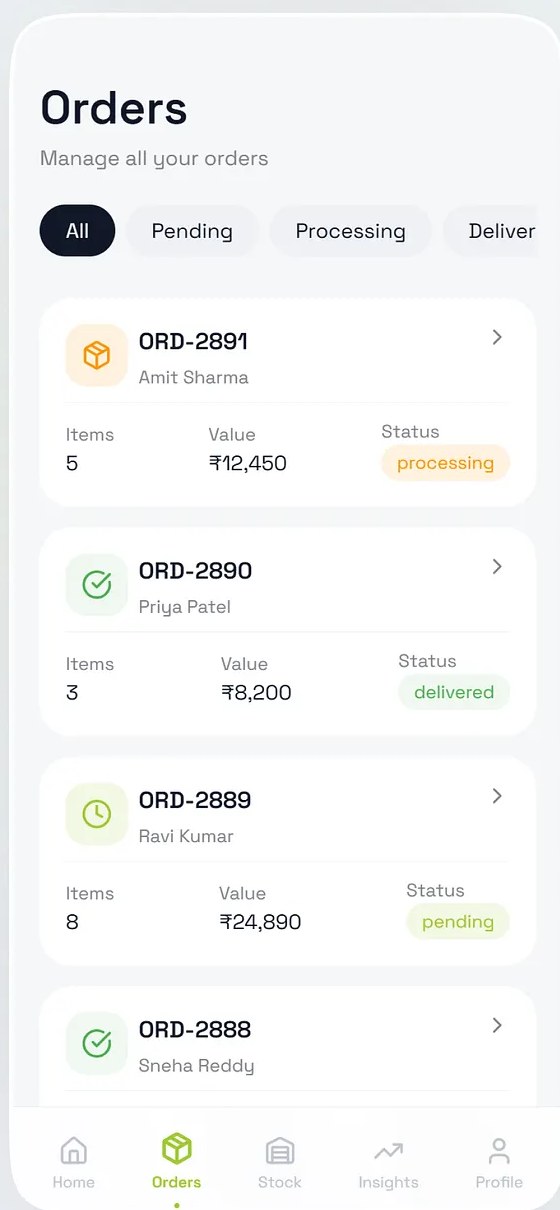 Orders
Manage all your orders
All Pending Processing Deliver
ORD-2891
Amit Sharma
Items Value Status
5 ₹12,450 processing
ORD-2890
Priya Patel
Items Value Status
3 ₹8,200 delivered
ORD-2889
Ravi Kumar
Items Value Status
8 ₹24,890 pending
ORD-2888
Sneha Reddy
Home Orders Stock Insights Profile